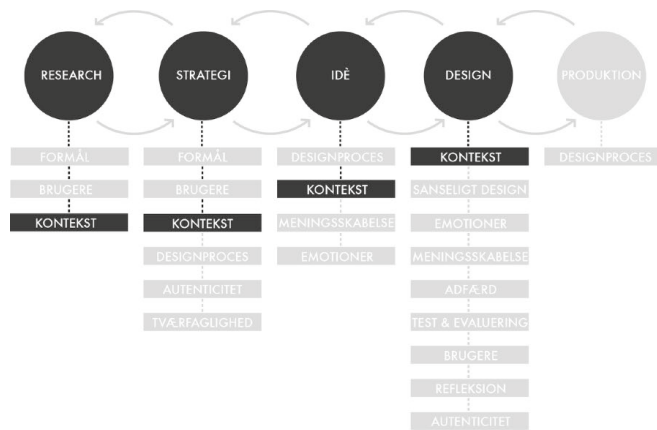 RESEARCH
STRATEGI
IDÈ
DESIGN
PRODUKTION
FORMÅL
BRUGERE
KONTEKST
FORMÅL
BRUGERE
KONTEKST
DESIGNPROCES
AUTENTICITET
TVÆRFAGLIGHED
DESIGNPROCES
KONTEKST
MENINGSSKABELSE
EMOTIONER
KONTEKST
SANSELIGT DESIGN
EMOTIONER
MENINGSSKABELSE
ADFÆRD
TEST & EVALUERING
BRUGERE
REFLEKSION
AUTENTICITET
DESIGNPROCES